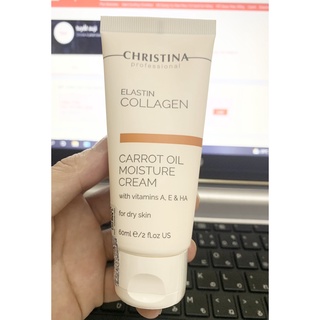 CHRISTINA
professional
ELASTIN
COLLAGEN
CARROT OIL
MOISTURE
CREAM
with vitamins A, E & HA
for dry skin
60ml e/2 fl.oz US